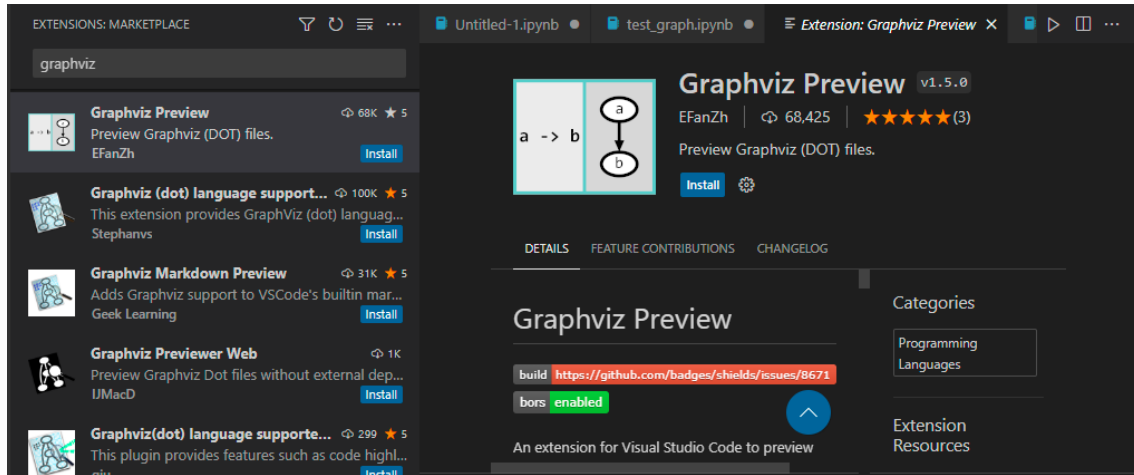 EXTENSIONS: MARKETPLACE
graphviz
Graphviz Preview 68K ★ 5
Preview Graphviz (DOT) files.
EFanZh Install
Graphviz (dot) language support... 100K ★ 5
This extension provides GraphViz (dot) languag...
Stephanvs Install
Graphviz Markdown Preview 31K ★ 5
Adds Graphviz support to VSCode's builtin mar...
Geek Learning Install
Graphviz Previewer Web 1K
Preview Graphviz Dot files without external dep...
IJMacD Install
Graphviz(dot) language supporte... 299 ★ 5
This plugin provides features such as code highl...
Install
Untitled-1.ipynb test_graph.ipynb Extension: Graphviz Preview
a -> b
a
b
Graphviz Preview v1.5.0
EFanZh 68,425 ★★★★★(3)
Preview Graphviz (DOT) files.
Install
DETAILS FEATURE CONTRIBUTIONS CHANGELOG
Graphviz Preview
build https://github.com/badges/shields/issues/8671
bors enabled
An extension for Visual Studio Code to preview
Categories
Programming
Languages
Extension
Resources